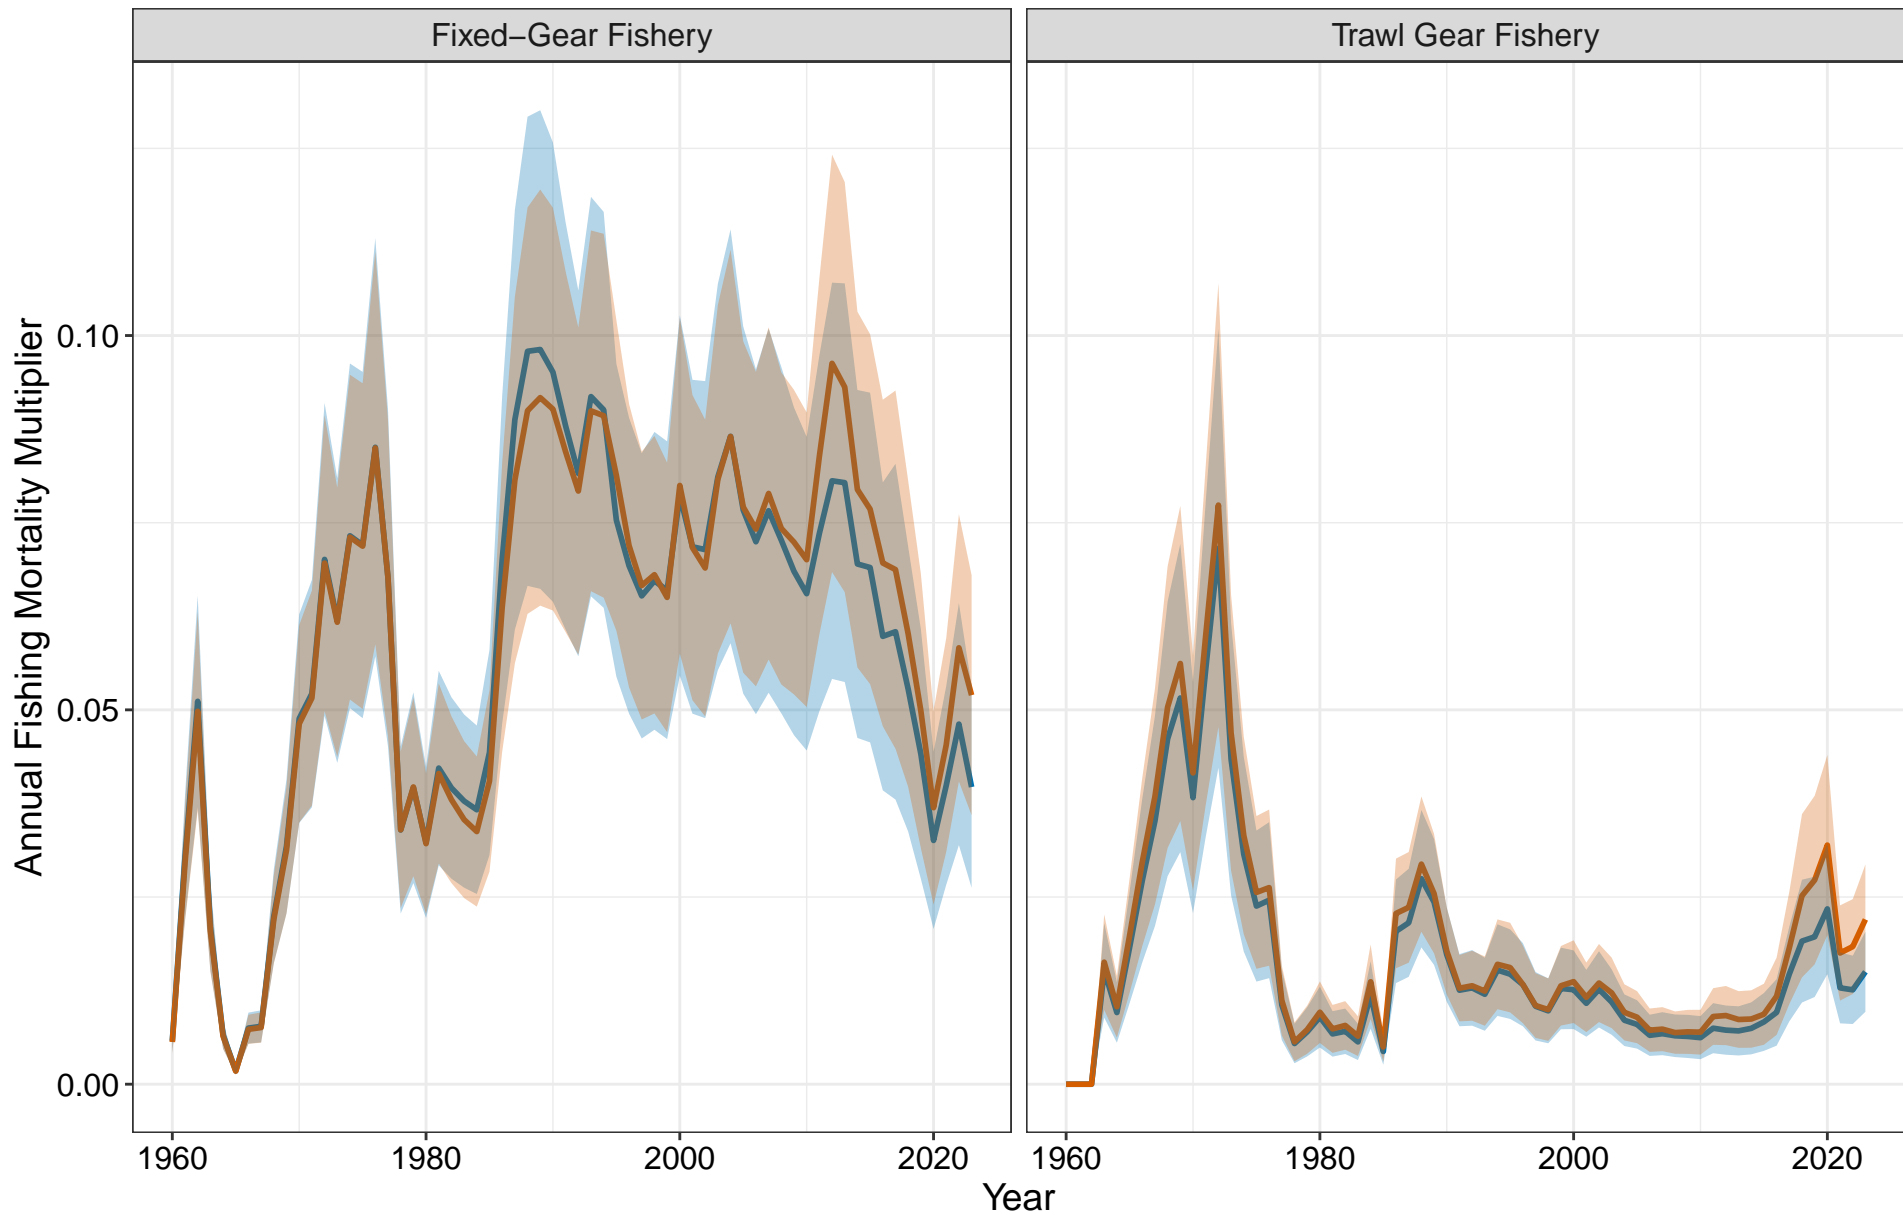 Fixed−Gear Fishery
Trawl Gear Fishery
Annual Fishing Mortality Multiplier
0.10
0.05
0.00
1960 1980 2000 2020
1960 1980 2000 2020
Year